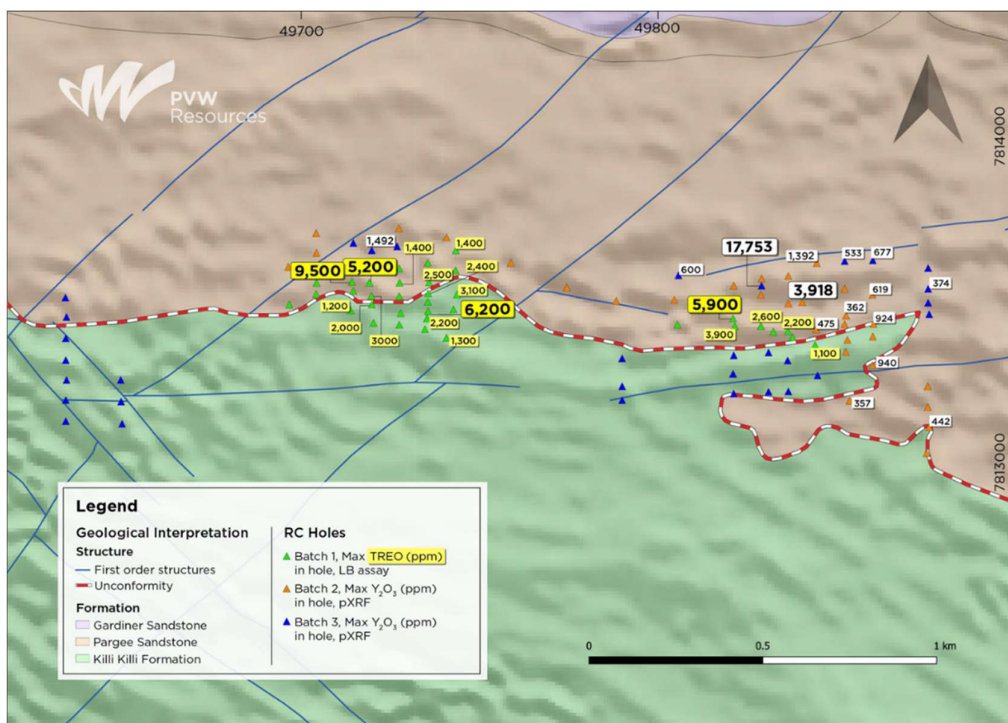 49700
49800
PVW
Resources
7814000
1,492
1,400
1,400
9,500
5,200
2,500
2,400
3,100
1,200
6,200
2,000
2,200
3000
1,300
17,753
1,392
533
677
600
374
3,918
619
5,900
2,600
362
3,900
2,200
475
924
1,100
940
357
442
7813000
Legend
Geological Interpretation
Structure
First order structures
Unconformity
Formation
Gardiner Sandstone
Pargee Sandstone
Killi Killi Formation
RC Holes
Batch 1, Max TREO (ppm)
in hole, LB assay
Batch 2, Max Y₂O₃ (ppm)
in hole, pXRF
Batch 3, Max Y₂O₃ (ppm)
in hole, pXRF
0
0.5
1 km